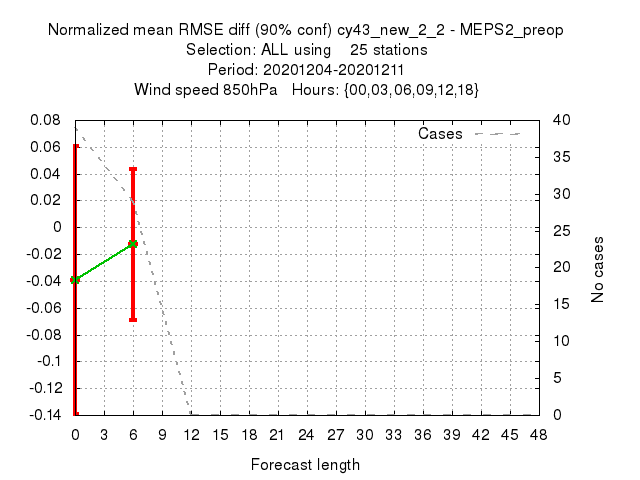 Normalized mean RMSE diff (90% conf) cy43_new_2_2 - MEPS2_preop
Selection: ALL using 25 stations
Period: 20201204-20201211
Wind speed 850hPa Hours: {00,03,06,09,12,18}
Cases
0.08
0.06
0.04
0.02
0
-0.02
-0.04
-0.06
-0.08
-0.1
-0.12
-0.14
40
35
30
25
20
15
10
5
0
No cases
0 3 6 9 12 15 18 21 24 27 30 33 36 39 42 45 48
Forecast length